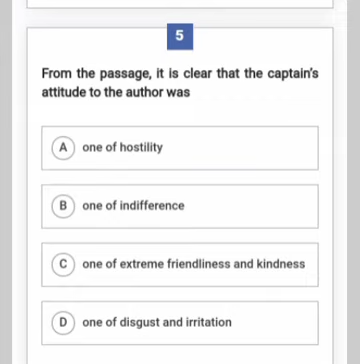 5
From the passage, it is clear that the captain's
attitude to the author was
A one of hostility
B one of indifference
C one of extreme friendliness and kindness
D one of disgust and irritation